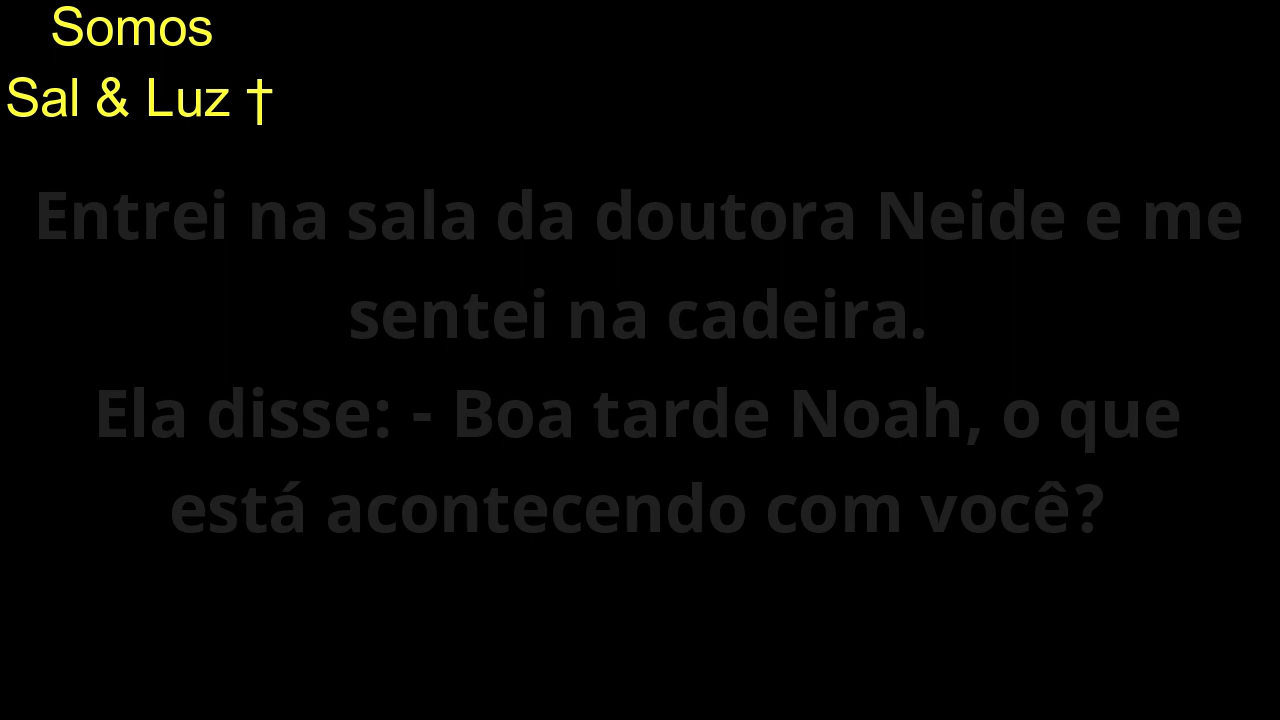 Somos
Sal & Luz †
Entrei na sala da doutora Neide e me
sentei na cadeira.
Ela disse: - Boa tarde Noah, o que
está acontecendo com você?